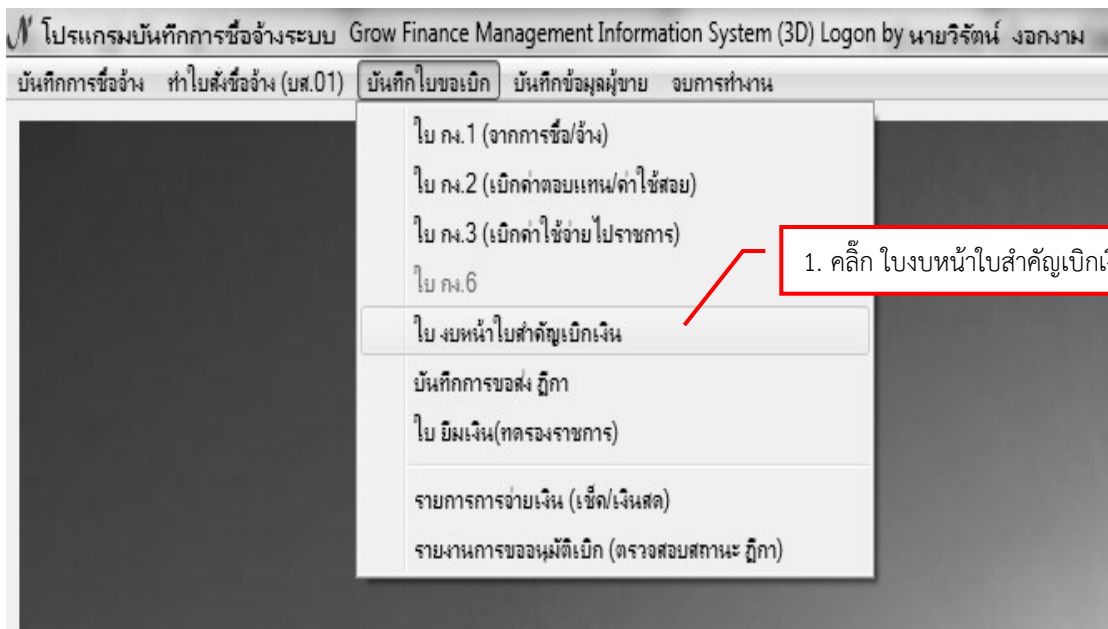 โปรแกรมบันทึกการซื้อจ้างระบบ Grow Finance Management Information System (3D) Logon by นายวิรัตน์ งอกงาม
บันทึกการซื้อจ้าง ทำใบสั่งซื้อจ้าง (บส.01) บันทึกใบขอเบิก บันทึกข้อมูลผู้ขาย จบการทำงาน
ใบ กง.1 (จากการซื้อ/จ้าง)
ใบ กง.2 (เบิกค่าตอบแทน/ค่าใช้สอย)
ใบ กง.3 (เบิกค่าใช้จ่ายไปราชการ)
ใบ กง.6
ใบ งบหน้าใบสำคัญเบิกเงิน
1. คลิ๊ก ใบงบหน้าใบสำคัญเบิก
บันทึกการขอส่ง ฎีกา
ใบ ยืมเงิน(ทดรองราชการ)
รายการการจ่ายเงิน (เช็ค/เงินสด)
รายงานการขออนุมัติเบิก (ตรวจสอบสถานะ ฎีกา)